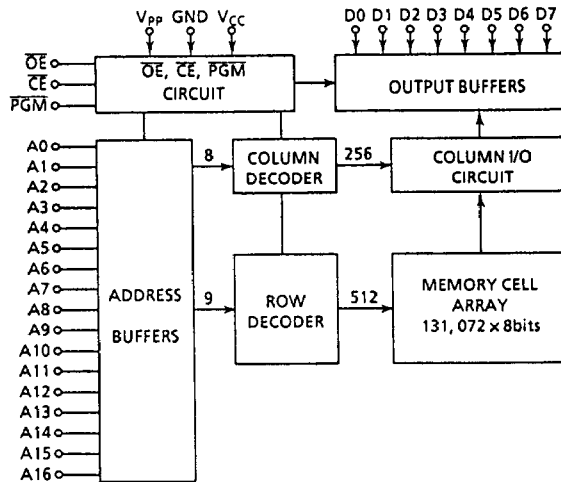 VPP GND VCC
D0 D1 D2 D3 D4 D5 D6 D7
OE
CE
PGM
OE, CE, PGM
CIRCUIT
OUTPUT BUFFERS
A0
A1
A2
A3
A4
A5
A6
A7
A8
A9
A10
A11
A12
A13
A14
A15
A16
ADDRESS
BUFFERS
8
COLUMN
DECODER
256
COLUMN I/O
CIRCUIT
9
ROW
DECODER
512
MEMORY CELL
ARRAY
131, 072 × 8bits